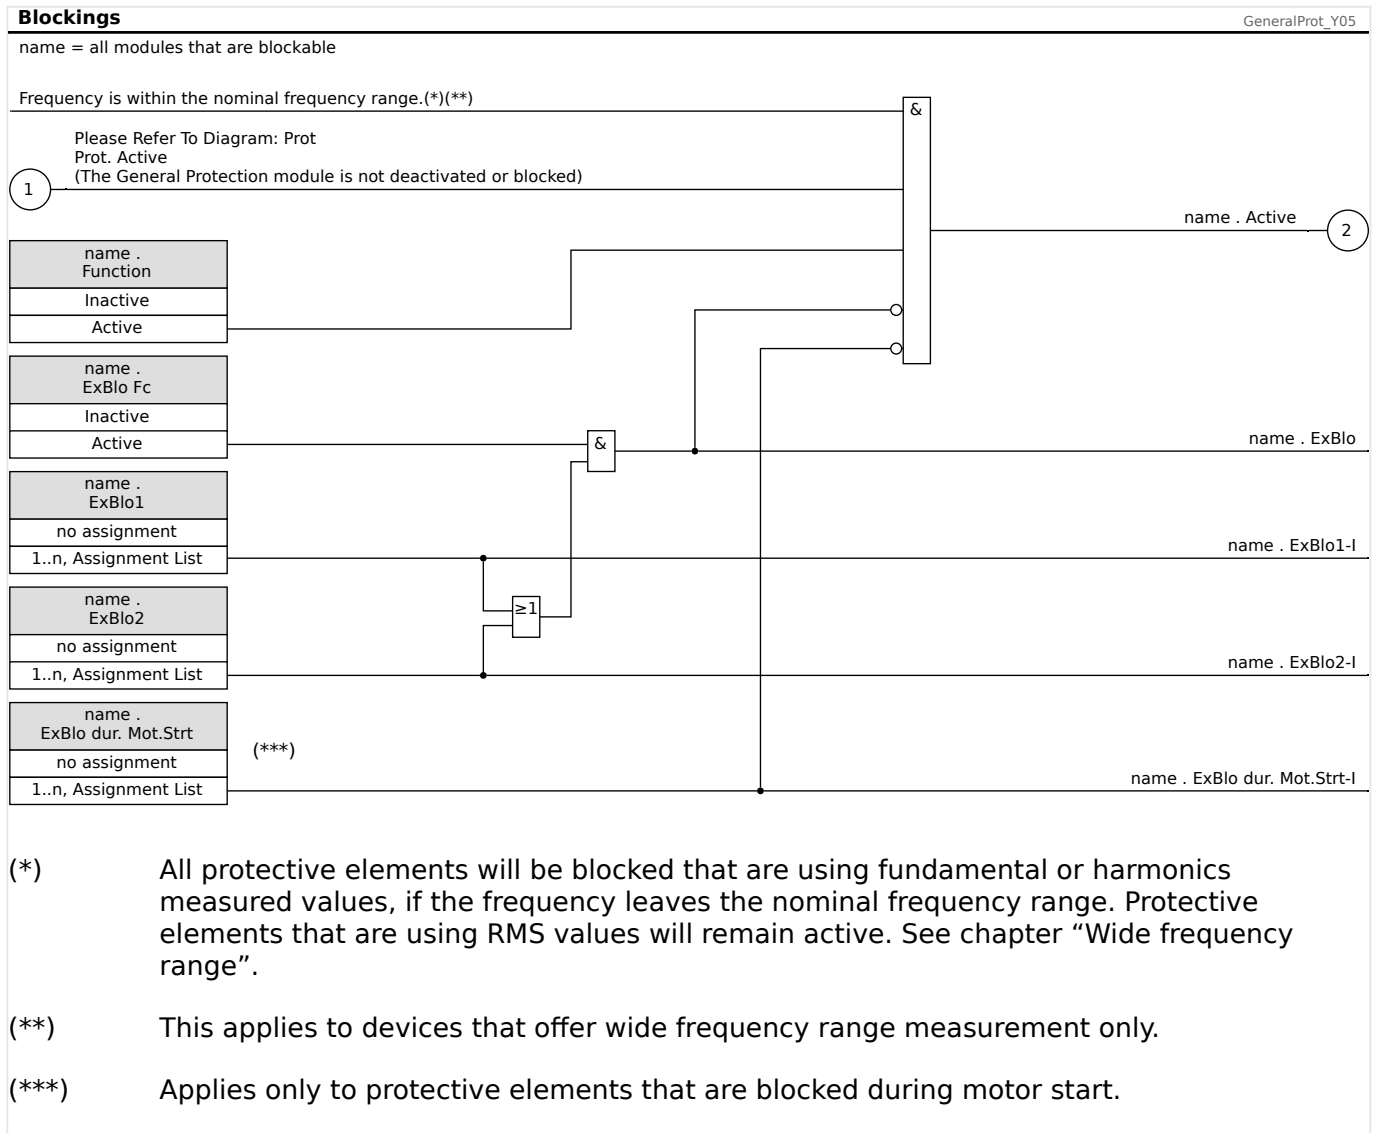 Blockings
GeneralProt_Y05
name = all modules that are blockable
Frequency is within the nominal frequency range.(*)(**)
&
Please Refer To Diagram: Prot
Prot. Active
(The General Protection module is not deactivated or blocked)
1
name . Active
2
name .
Function
Inactive
Active
name .
ExBlo Fc
Inactive
Active
&
name . ExBlo
name .
ExBlo1
no assignment
1..n, Assignment List
name . ExBlo1-I
≥1
name .
ExBlo2
no assignment
1..n, Assignment List
name . ExBlo2-I
name .
ExBlo dur. Mot.Strt
(***)
no assignment
1..n, Assignment List
name . ExBlo dur. Mot.Strt-I
(*) All protective elements will be blocked that are using fundamental or harmonics
measured values, if the frequency leaves the nominal frequency range. Protective
elements that are using RMS values will remain active. See chapter “Wide frequency
range”.
(**) This applies to devices that offer wide frequency range measurement only.
(***) Applies only to protective elements that are blocked during motor start.